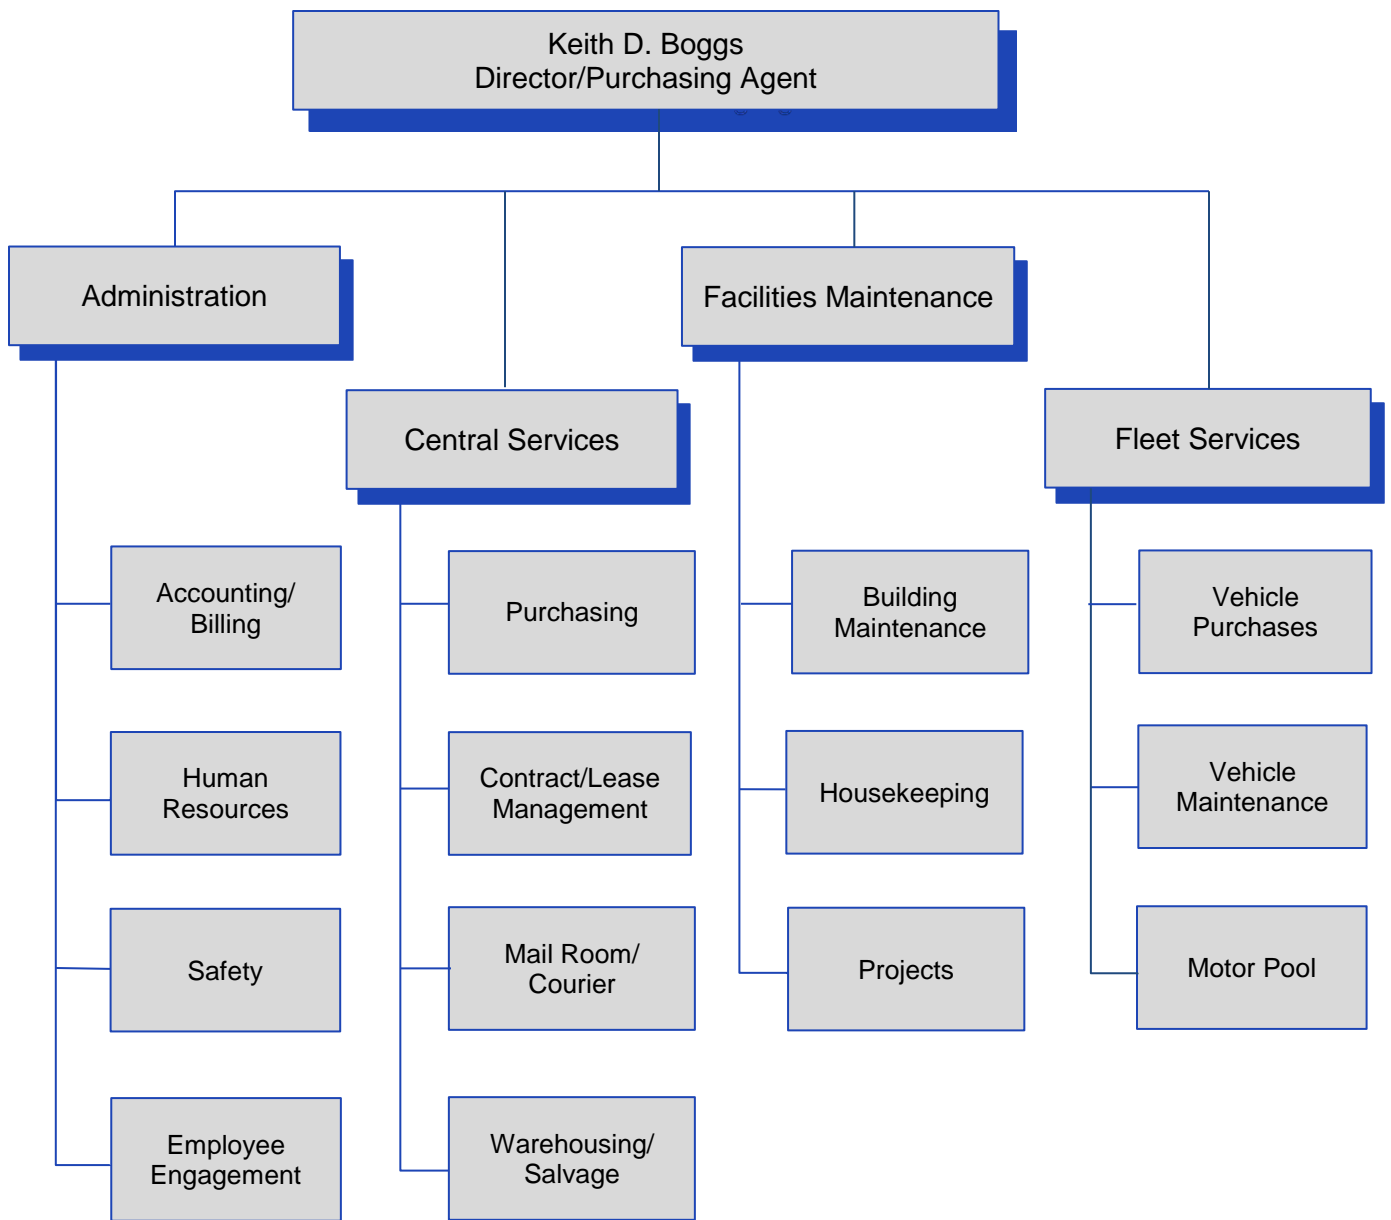 Keith D. Boggs
Director/Purchasing Agent
Administration
Facilities Maintenance
Central Services
Fleet Services
Accounting/
Billing
Purchasing
Building
Maintenance
Vehicle
Purchases
Human
Resources
Contract/Lease
Management
Housekeeping
Vehicle
Maintenance
Safety
Mail Room/
Courier
Projects
Motor Pool
Employee
Engagement
Warehousing/
Salvage